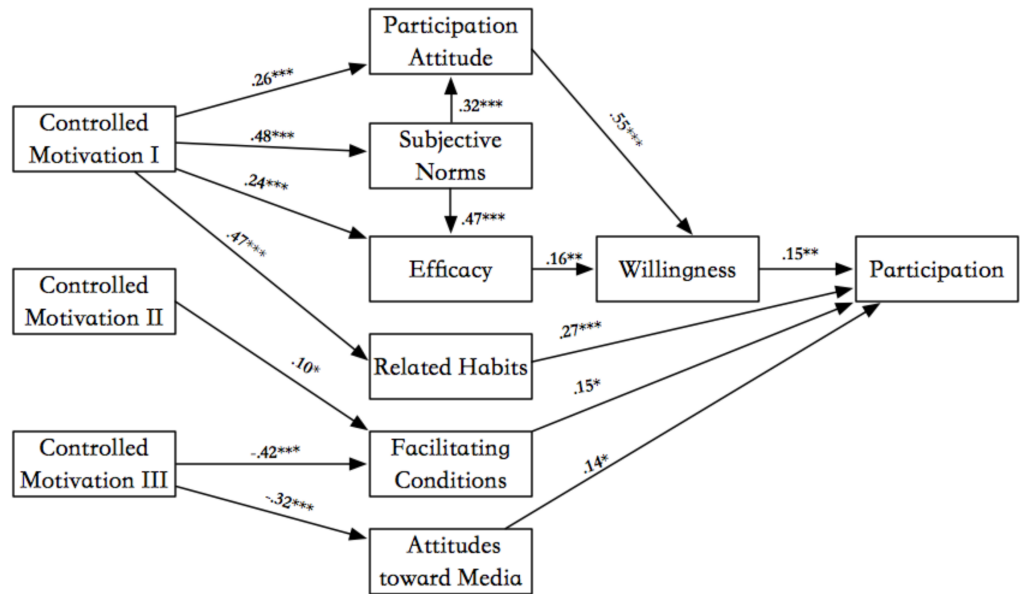 Participation
Attitude
.26***
.32***
.55***
Controlled
Motivation I
.48***
Subjective
Norms
.24***
.47***
.47***
Efficacy
.16**
Willingness
.15**
Participation
Controlled
Motivation II
.10*
Related Habits
.27***
.15*
Controlled
Motivation III
-.42***
Facilitating
Conditions
.14*
-.32***
Attitudes
toward Media